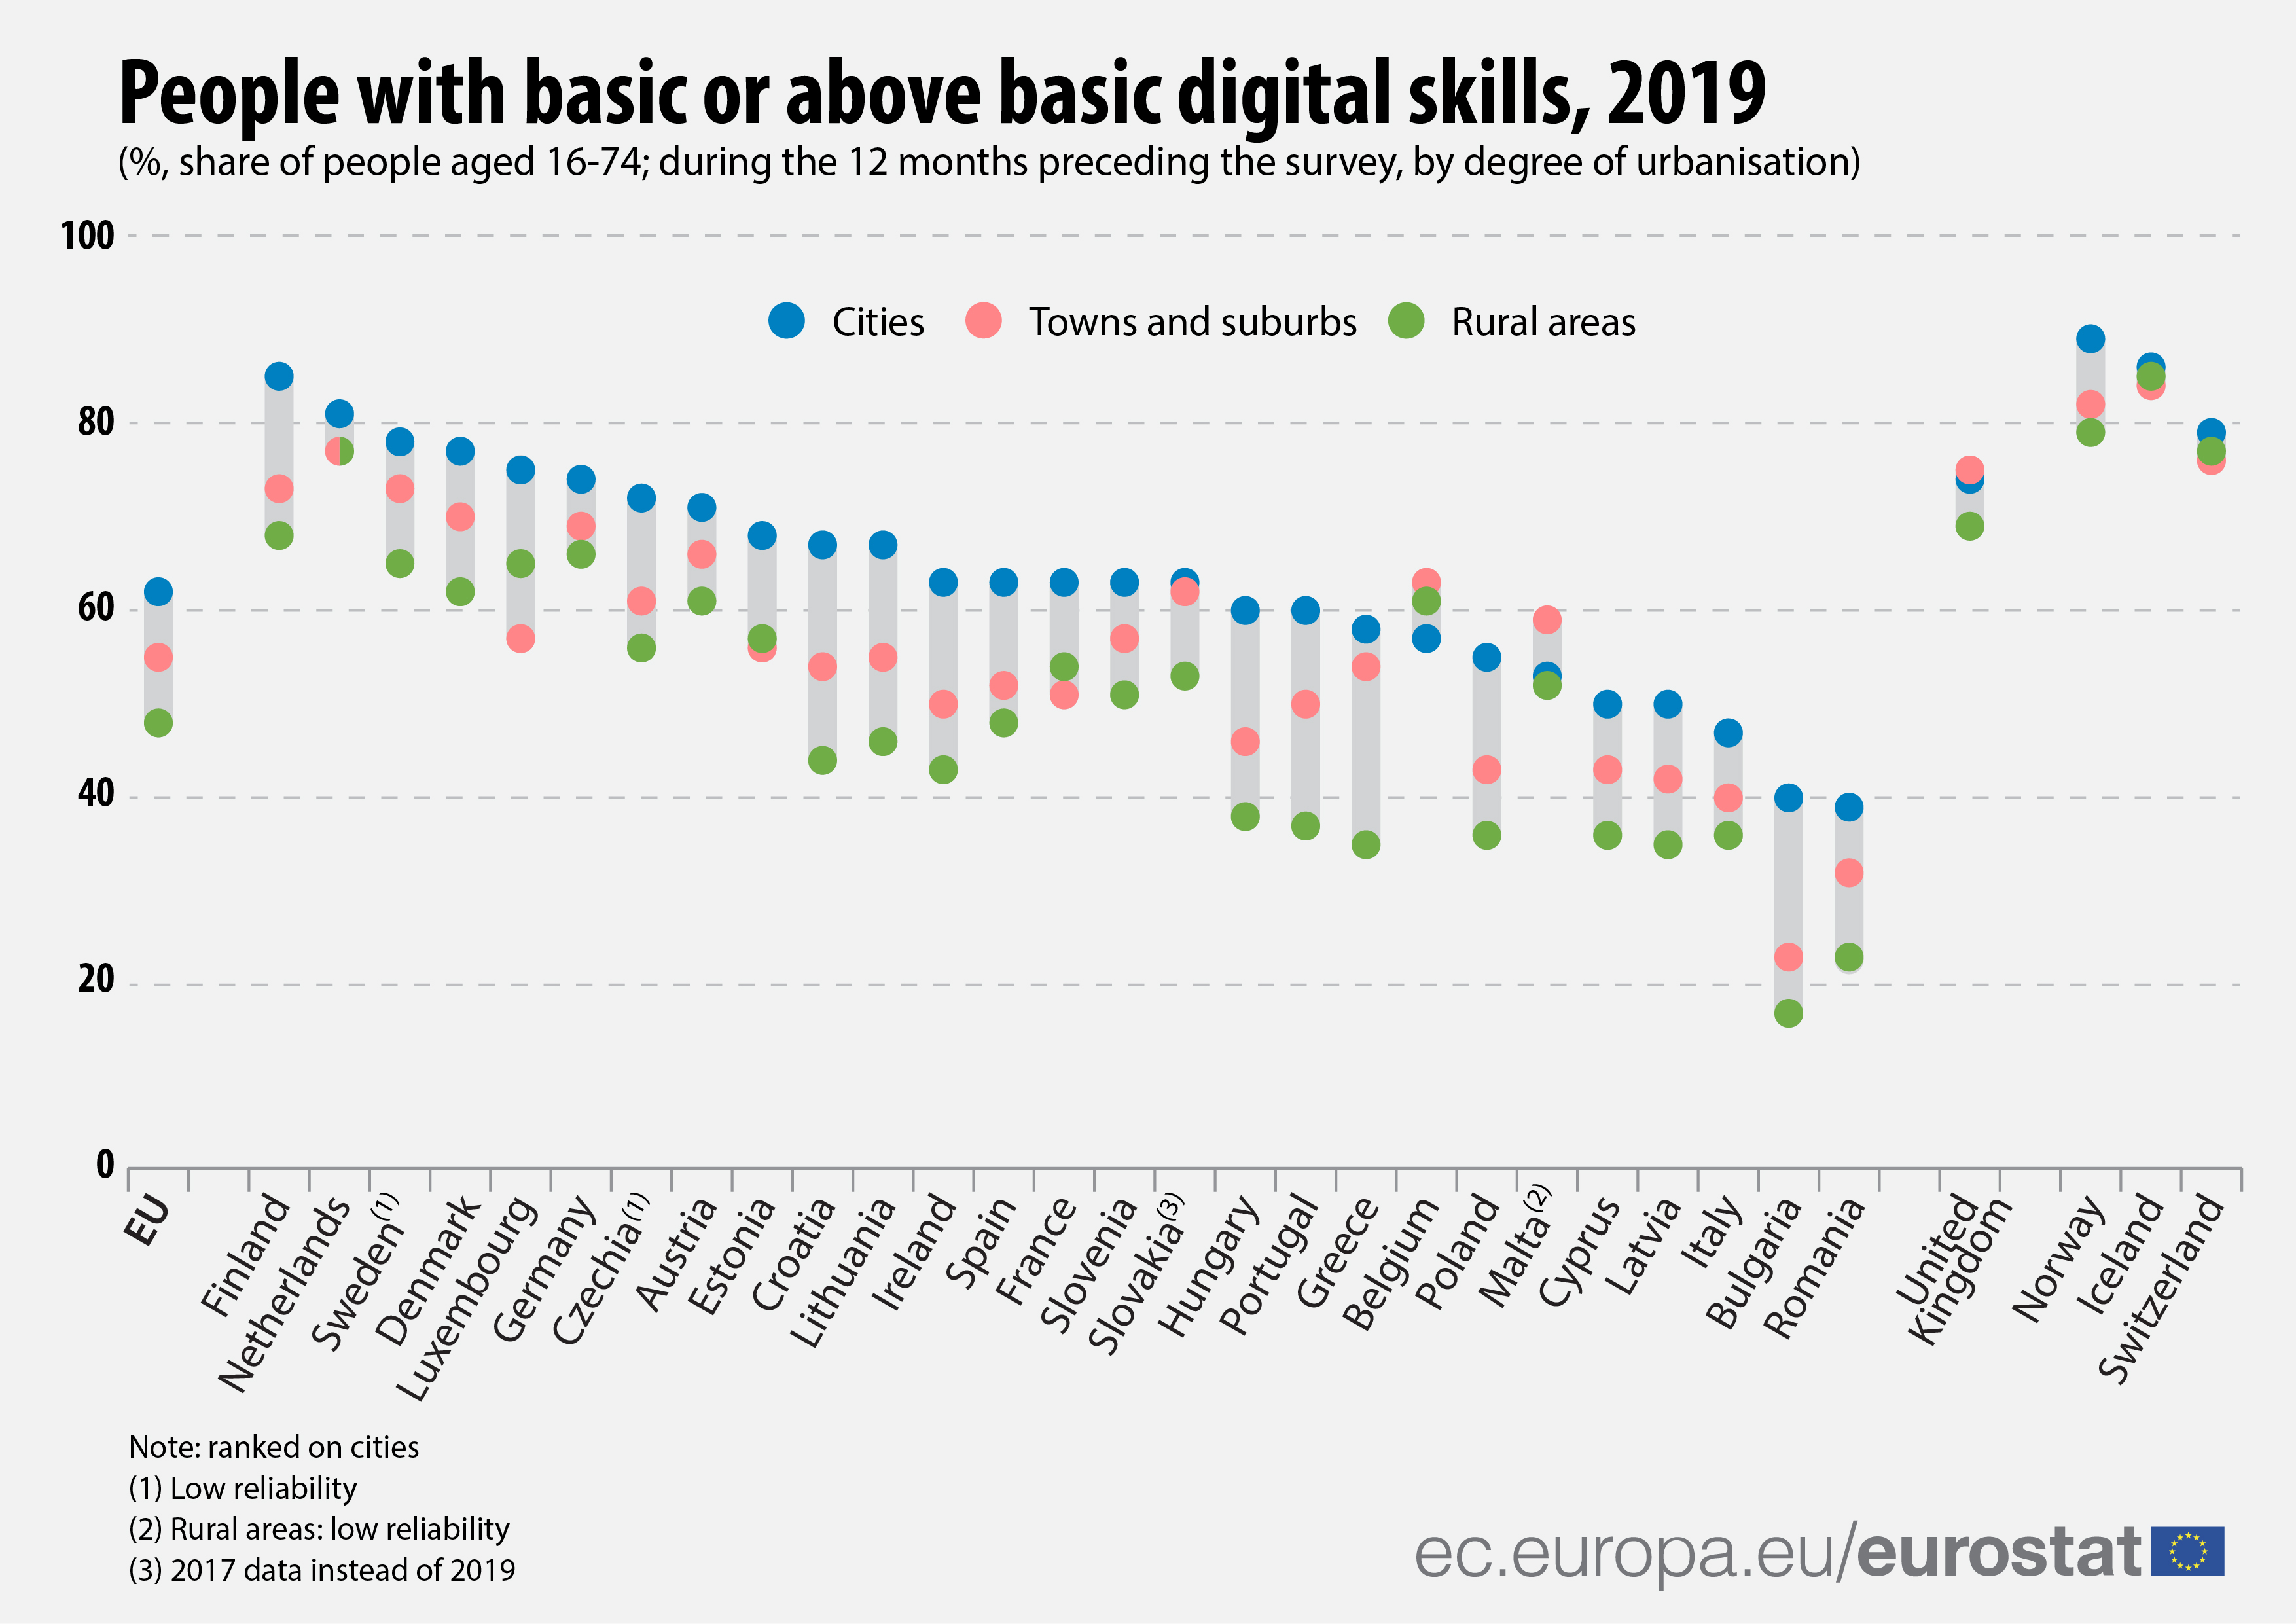 People with basic or above basic digital skills, 2019
(%, share of people aged 16-74; during the 12 months preceding the survey, by degree of urbanisation)
100
Cities
Towns and suburbs
Rural areas
80
60
40
20
0
EU
Finland
Netherlands
Sweden(1)
Denmark
Luxembourg
Germany
Czechia(1)
Austria
Estonia
Croatia
Lithuania
Ireland
Spain
France
Slovenia
Slovakia(3)
Hungary
Portugal
Greece
Belgium
Poland
Malta(2)
Cyprus
Latvia
Italy
Bulgaria
Romania
United
Kingdom
Norway
Iceland
Switzerland
Note: ranked on cities
(1) Low reliability
(2) Rural areas: low reliability
(3) 2017 data instead of 2019
ec.europa.eu/eurostat